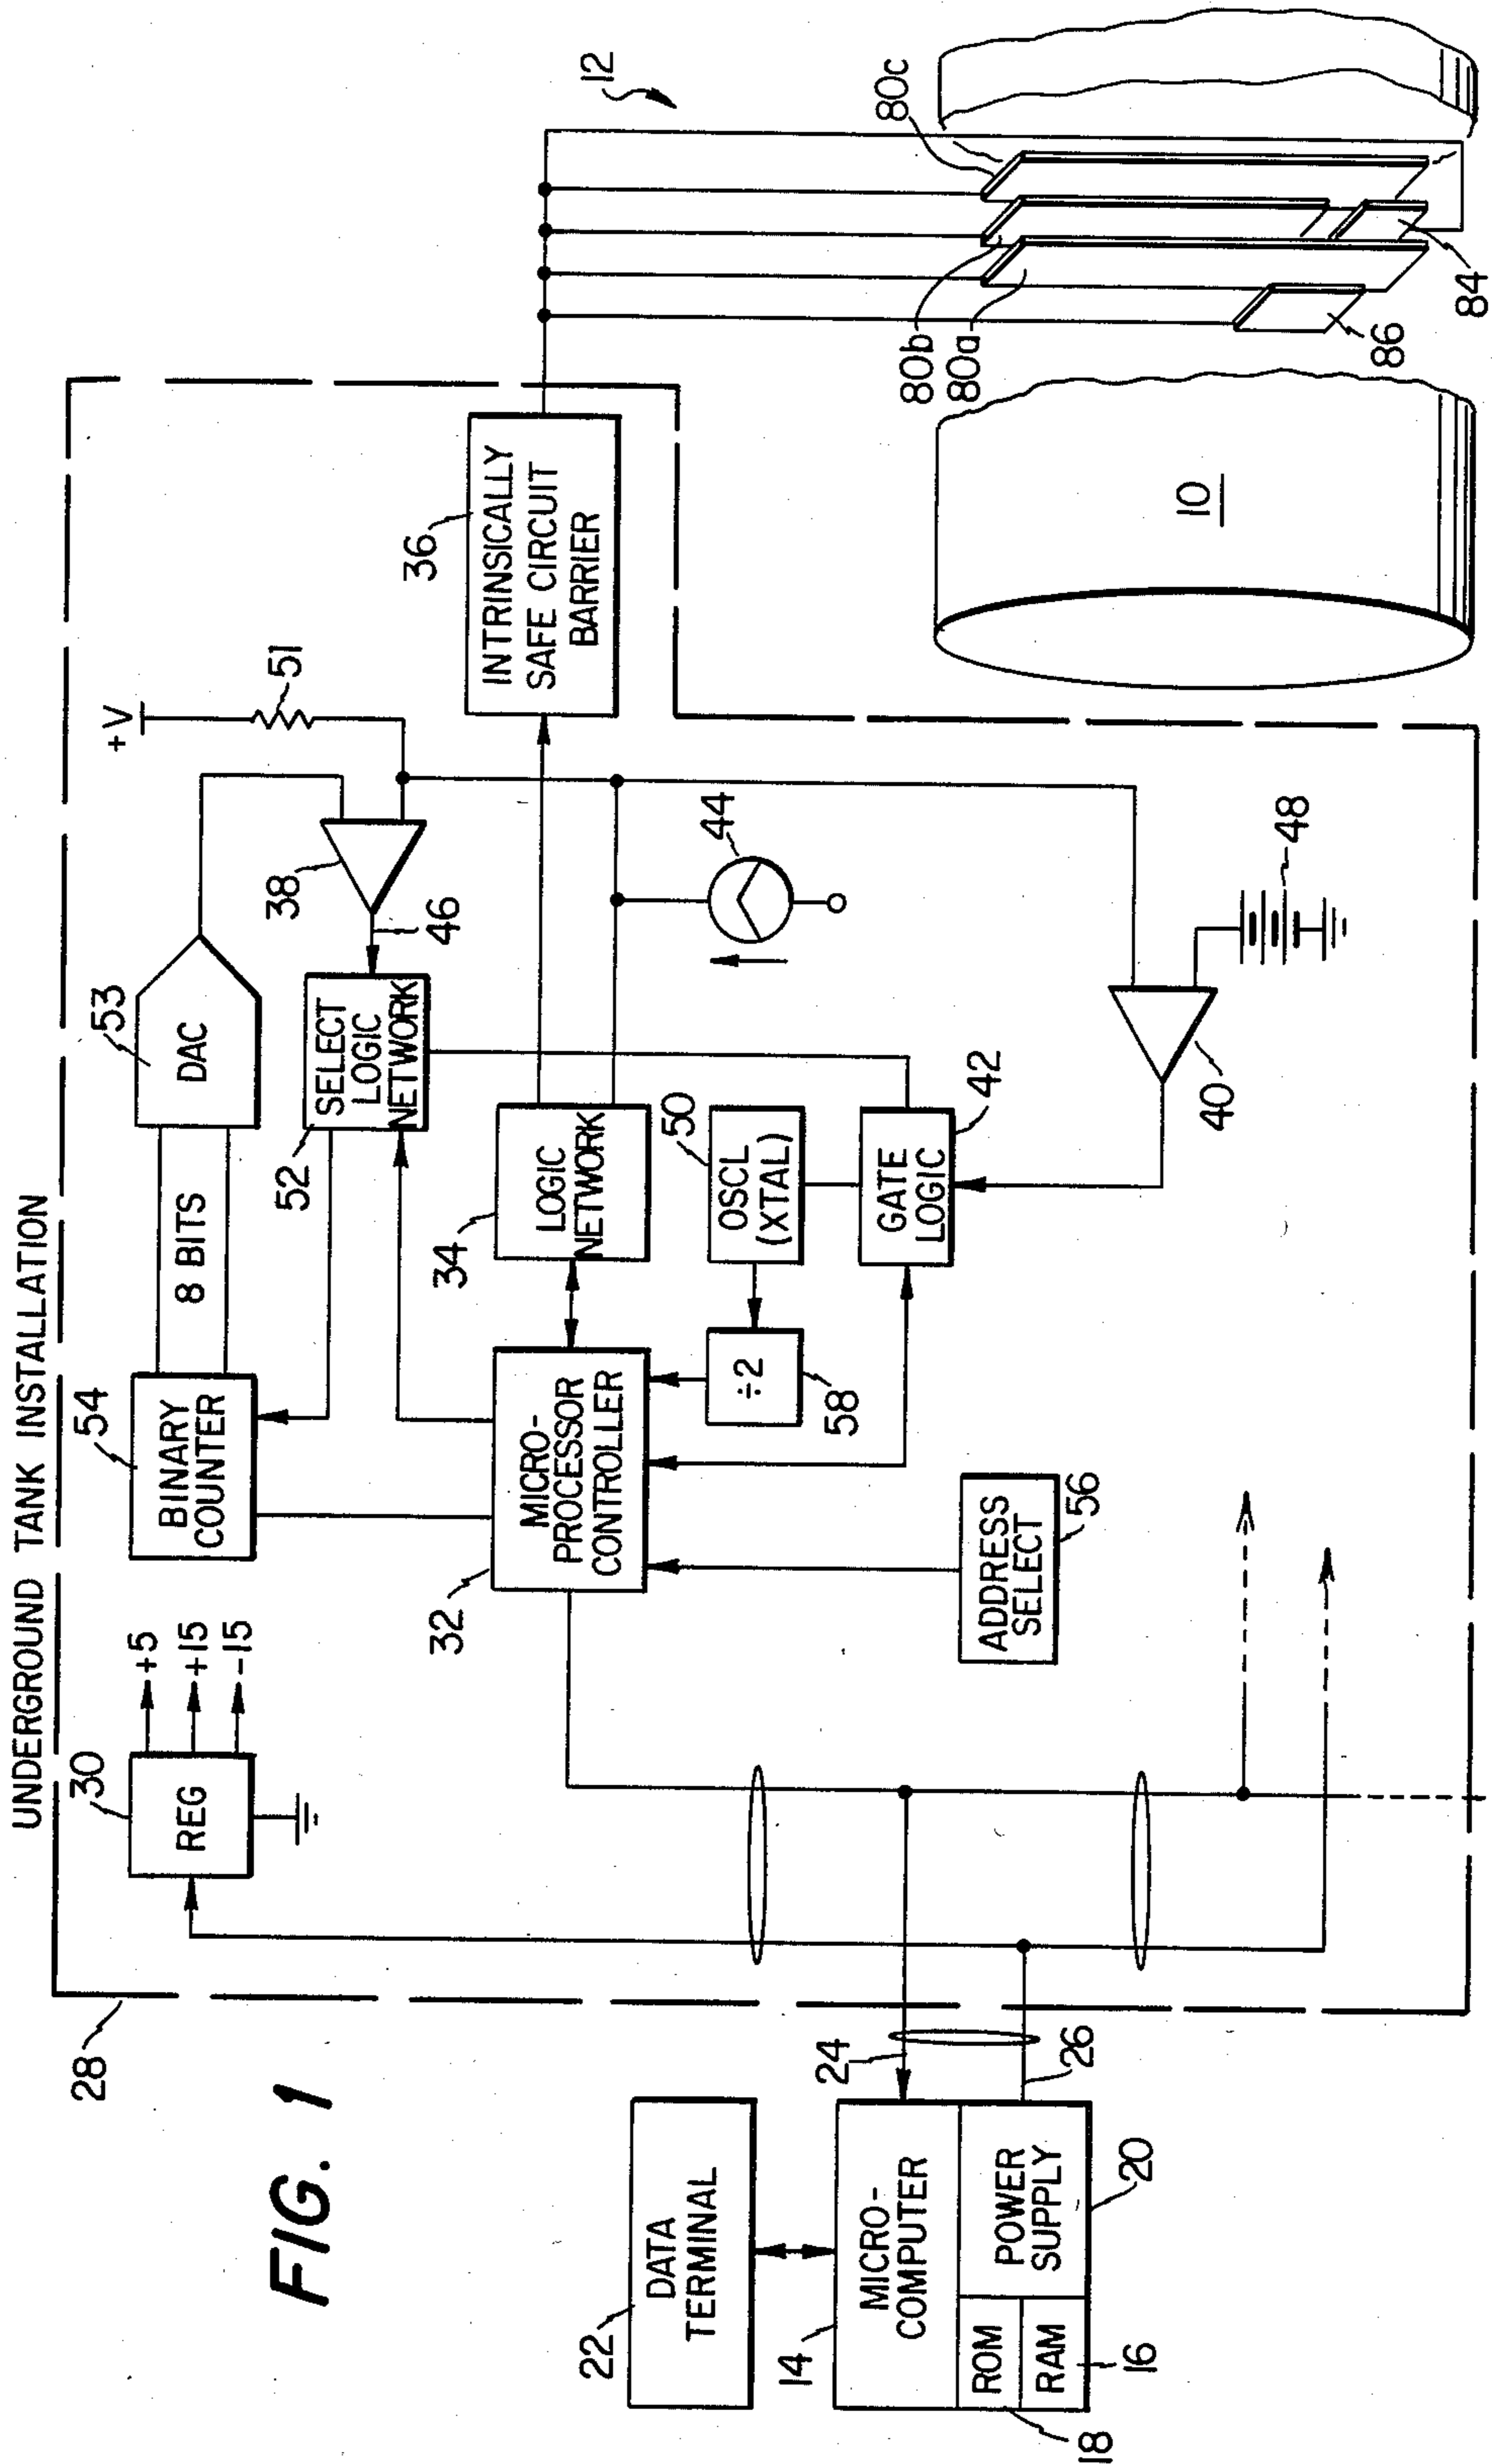 UNDERGROUND TANK INSTALLATION
FIG. 1
28
30
REG
+5
+15
-15
54
BINARY
COUNTER
8 BITS
53
DAC
38
46
+V
51
52
SELECT
LOGIC
NETWORK
32
MICRO-
PROCESSOR
CONTROLLER
34
LOGIC
NETWORK
36
INTRINSICALLY
SAFE CIRCUIT
BARRIER
12
50
OSCL
(XTAL)
÷2
58
44
42
GATE
LOGIC
40
48
ADDRESS
SELECT
56
22
DATA
TERMINAL
14
MICRO-
COMPUTER
ROM
RAM
18
16
POWER
SUPPLY
20
24
26
10
80b
80a
80c
86
84